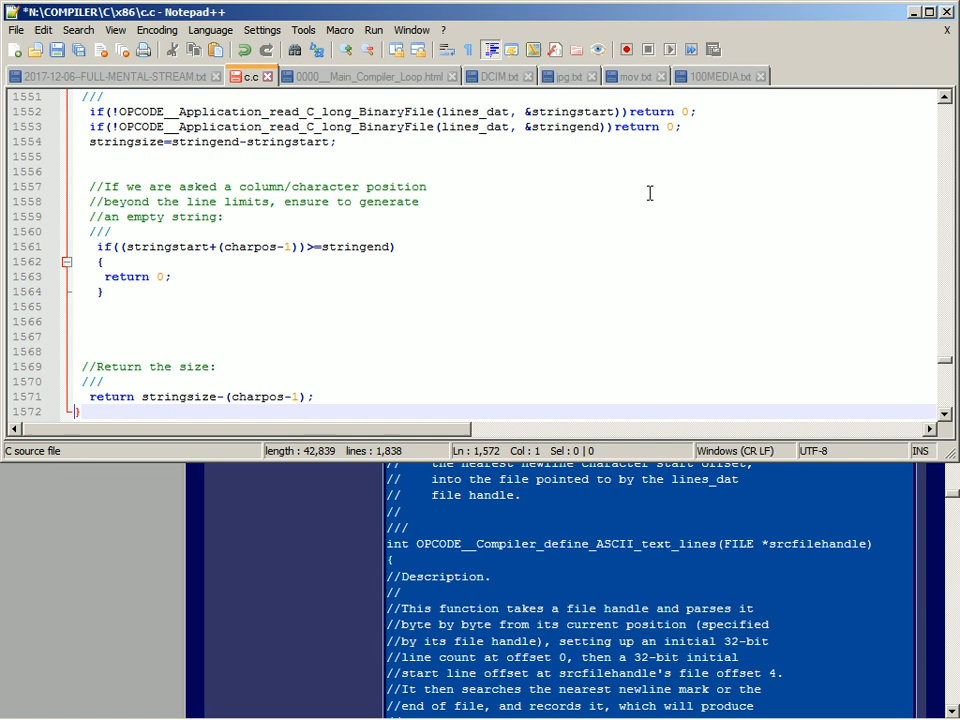 *N:\COMPILER\C\x86\c.c - Notepad++
File Edit Search View Encoding Language Settings Tools Macro Run Window ? X
2017-12-06--FULL-MENTAL-STREAM.txt c.c 0000__Main_Compiler_Loop.html DCIM.txt jpg.txt mov.txt 100MEDIA.txt
1551 ///
1552 if(!OPCODE__Application_read_C_long_BinaryFile(lines_dat, &stringstart))return 0;
1553 if(!OPCODE__Application_read_C_long_BinaryFile(lines_dat, &stringend))return 0;
1554 stringsize=stringend-stringstart;
1555
1556
1557 //If we are asked a column/character position
1558 //beyond the line limits, ensure to generate
1559 //an empty string:
1560 ///
1561 if((stringstart+(charpos-1))>=stringend)
1562 {
1563 return 0;
1564 }
1565
1566
1567
1568
1569 //Return the size:
1570 ///
1571 return stringsize-(charpos-1);
1572 }
C source file length : 42,839 lines : 1,838 Ln : 1,572 Col : 1 Sel : 0 | 0 Windows (CR LF) UTF-8 INS
// the nearest newline character start offset,
// into the file pointed to by the lines_dat
// file handle.
//
///
int OPCODE__Compiler_define_ASCII_text_lines(FILE *srcfilehandle)
{
//Description.
//
//This function takes a file handle and parses it
//byte by byte from its current position (specified
//by its file handle), setting up an initial 32-bit
//line count at offset 0, then a 32-bit initial
//start line offset at srcfilehandle's file offset 4.
//It then searches the nearest newline mark or the
//end of file, and records it, which will produce